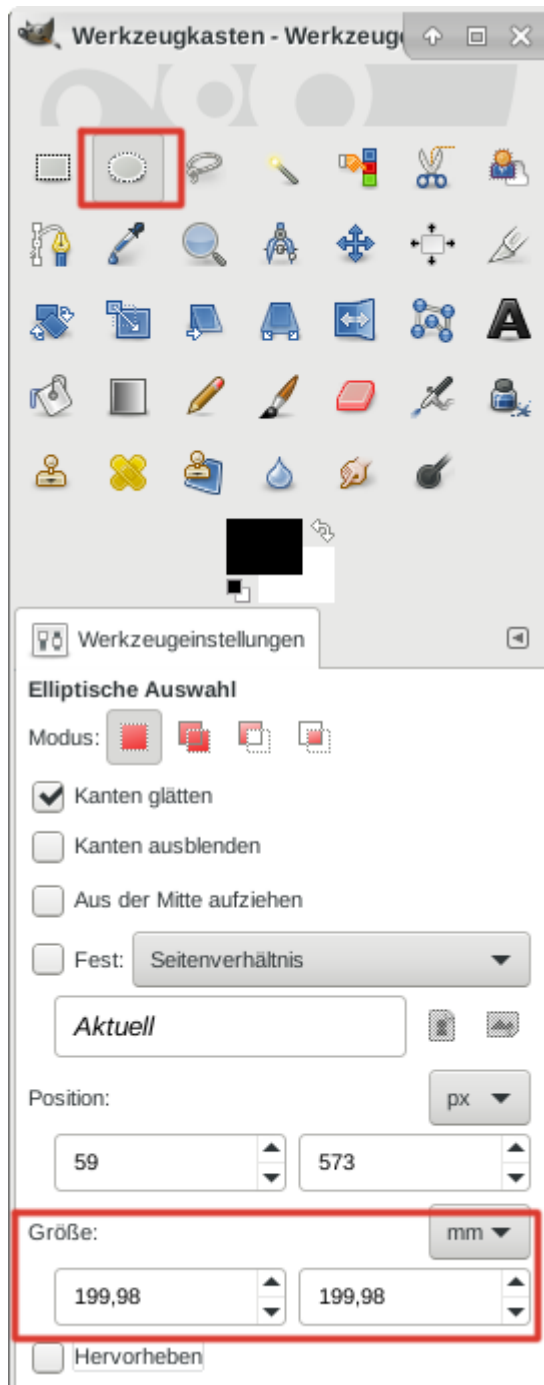 Werkzeugkasten - Werkzeug
Werkzeugeinstellungen
Elliptische Auswahl
Modus:
Kanten glätten
Kanten ausblenden
Aus der Mitte aufziehen
Fest: Seitenverhältnis
Aktuell
Position: px
59 573
Größe: mm
199,98 199,98
Hervorheben